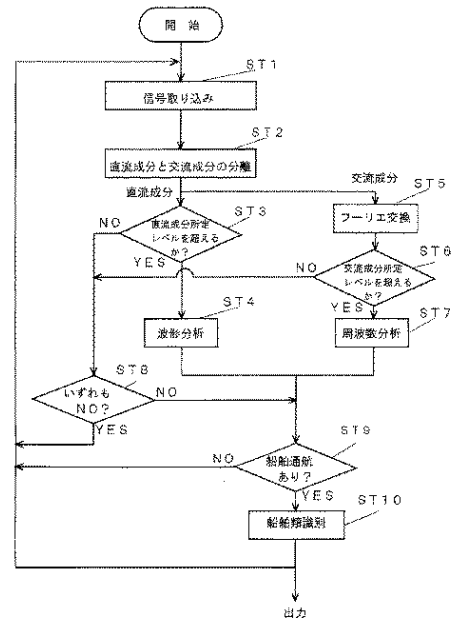 開 始
ST1
信号取り込み
ST2
直流成分と交流成分の分離
直流成分
交流成分
ST3
直流成分所定
レベルを超える
か？
NO
YES
ST5
フーリエ変換
ST6
交流成分所定
レベルを超える
か？
NO
YES
ST4
波形分析
ST7
周波数分析
ST8
いずれも
NO？
NO
YES
ST9
船舶通航
あり？
NO
YES
ST10
船舶類識別
出力